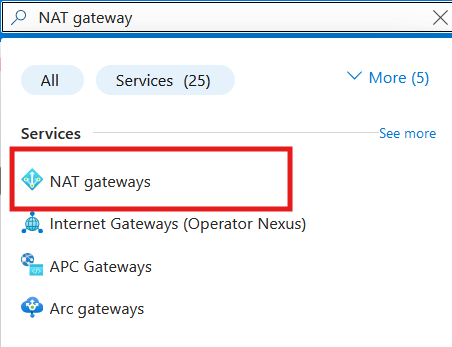 NAT gateway
All
Services (25)
More (5)
Services
See more
NAT gateways
Internet Gateways (Operator Nexus)
APC Gateways
Arc gateways